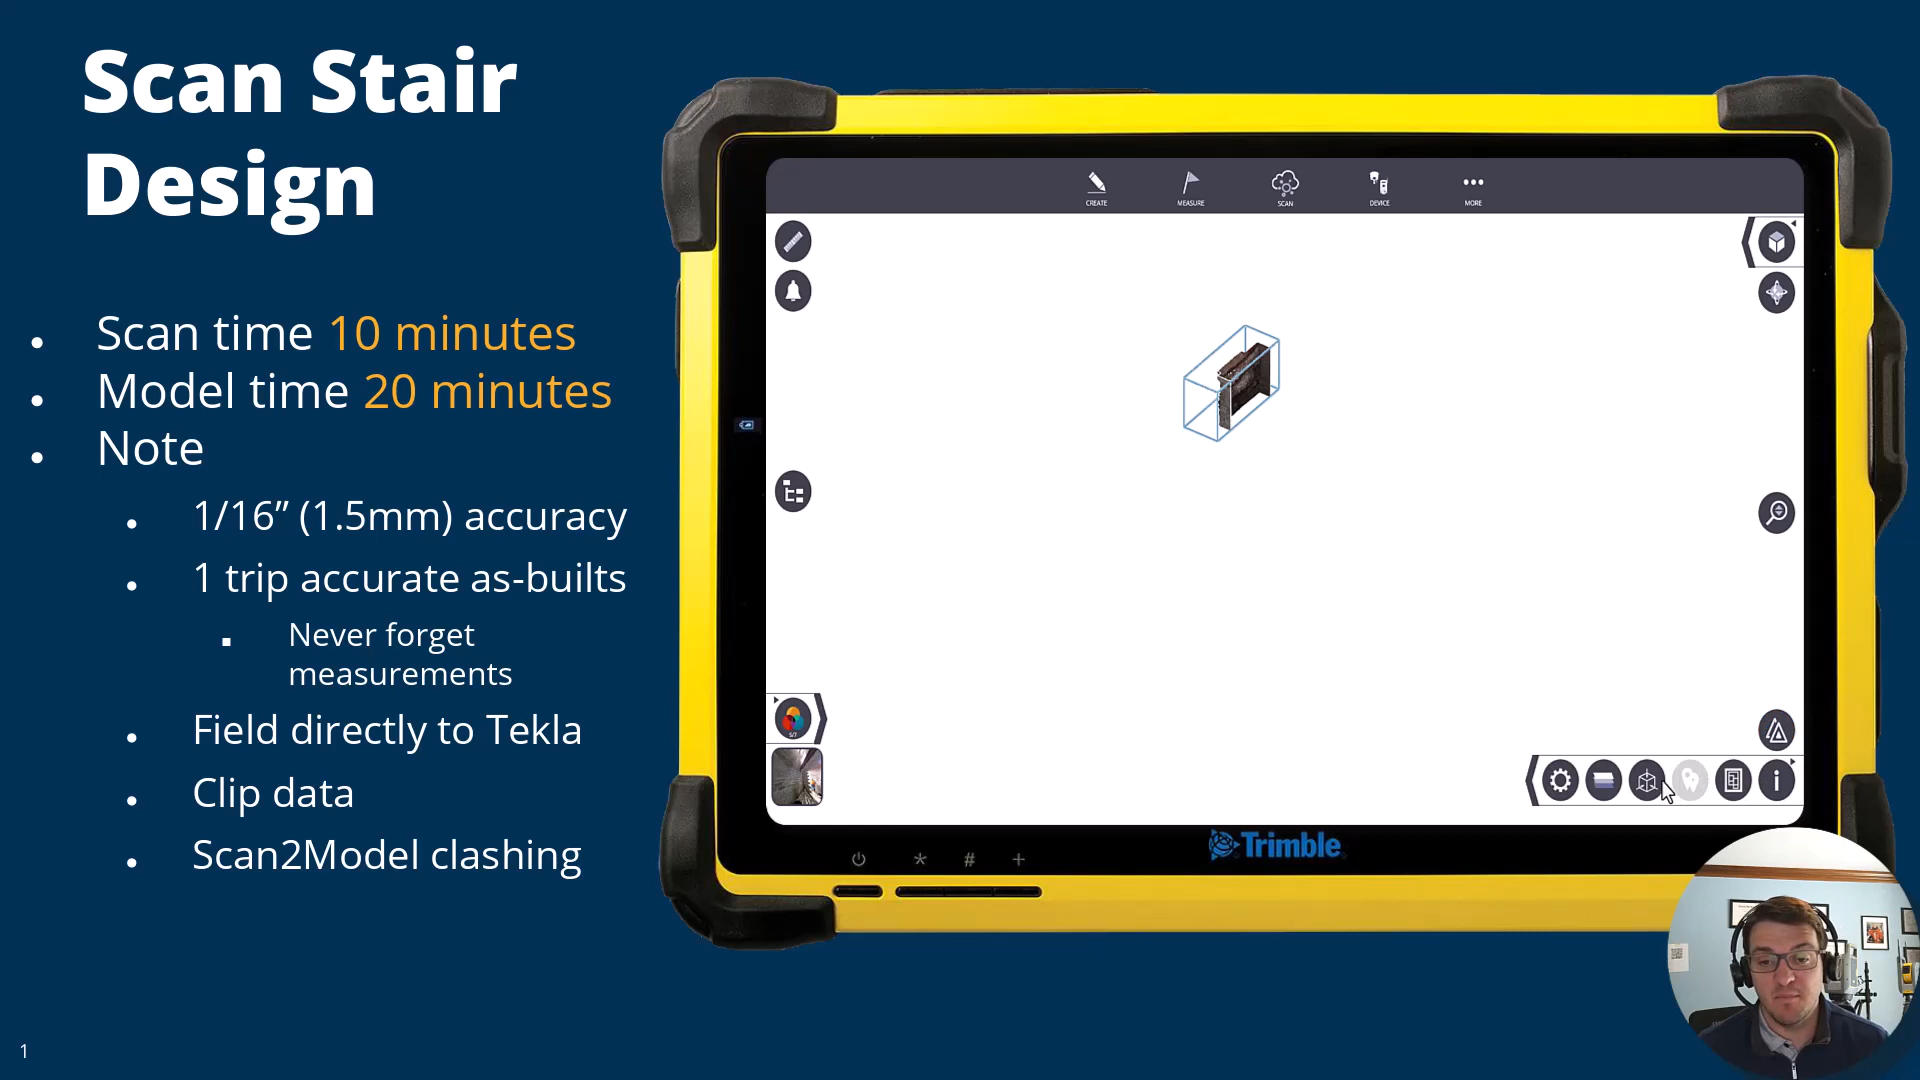 Scan Stair
Design
Scan time 10 minutes
Model time 20 minutes
Note
1/16” (1.5mm) accuracy
1 trip accurate as-builts
Never forget
measurements
Field directly to Tekla
Clip data
Scan2Model clashing
1
CREATE
MEASURE
SCAN
DEVICE
MORE
5/7
Trimble